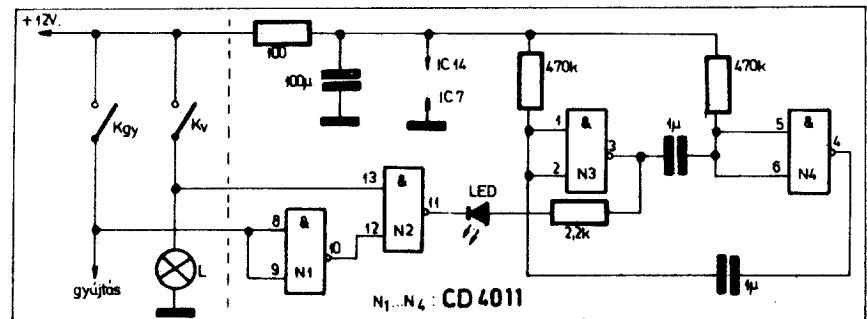 +12V.
100
100µ
IC 14
IC 7
470k
470k
Kgy
Kv
1
2
&
N3
3
1µ
5
6
&
N4
4
13
12
&
N2
11
LED
2,2k
8
9
&
N1
10
L
gyújtás
1µ
N1...N4 : CD 4011